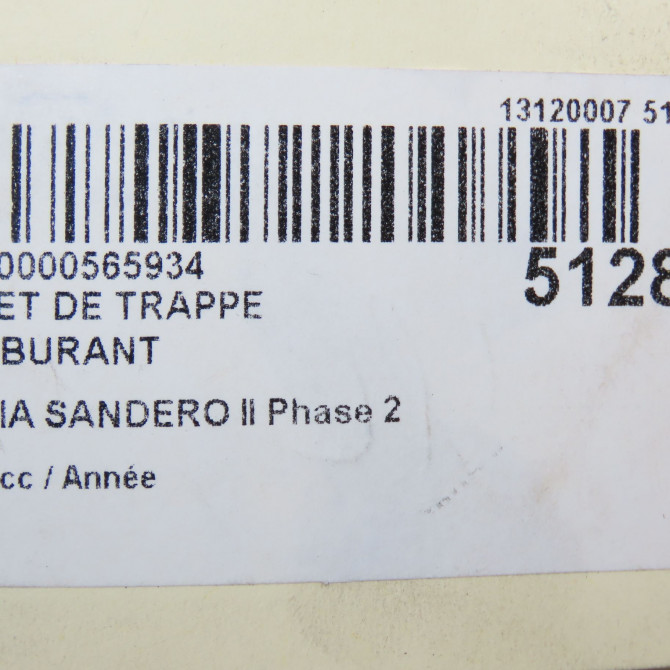 13120007 51
0000565934
5128
ET DE TRAPPE
BURANT
IA SANDERO II Phase 2
cc / Année